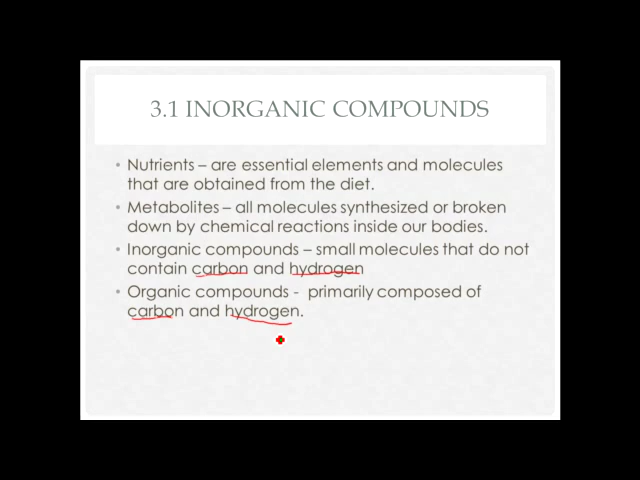 3.1 INORGANIC COMPOUNDS
• Nutrients – are essential elements and molecules
that are obtained from the diet.
• Metabolites – all molecules synthesized or broken
down by chemical reactions inside our bodies.
• Inorganic compounds – small molecules that do not
contain carbon and hydrogen
• Organic compounds - primarily composed of
carbon and hydrogen.